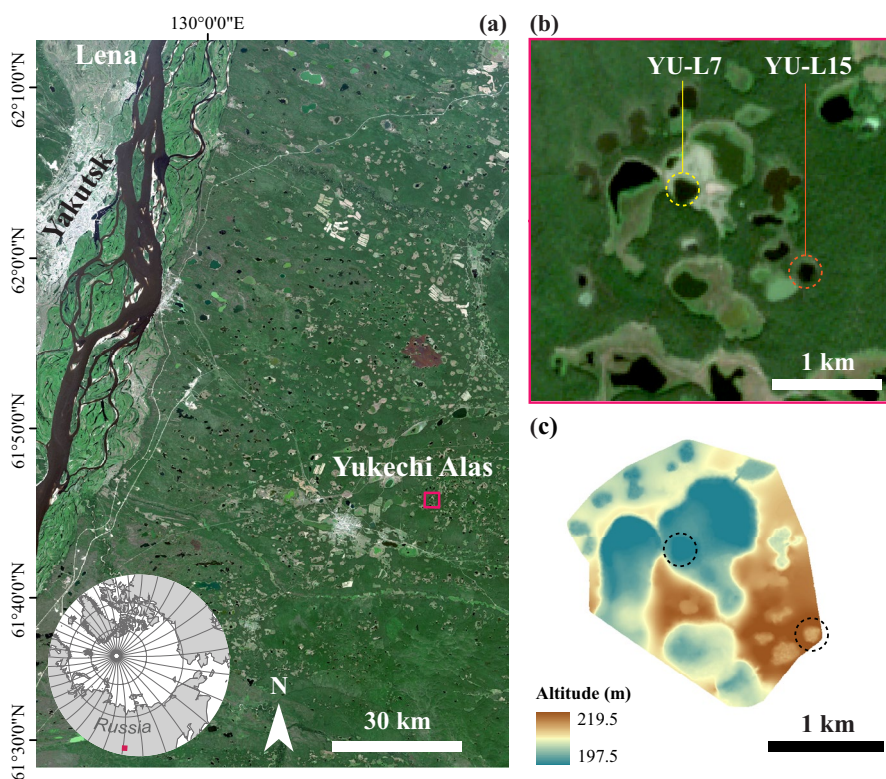 130°0'0"E
(a)
Lena
62°10'0"N
Yakutsk
62°0'0"N
61°50'0"N
Yukechi Alas
61°40'0"N
Russia
N
30 km
61°30'0"N
(b)
YU-L7
YU-L15
1 km
(c)
Altitude (m)
219.5
197.5
1 km